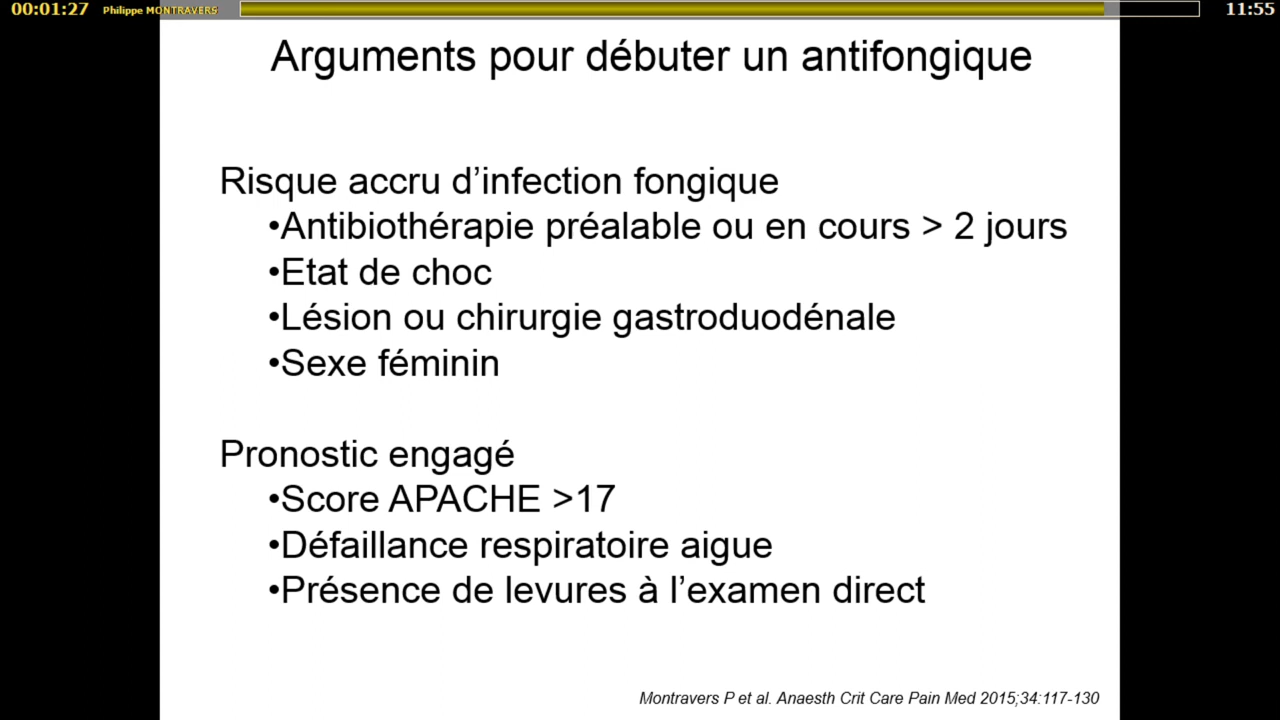 00:01:27 Philippe MONTRAVERS 11:55
Arguments pour débuter un antifongique
Risque accru d’infection fongique
•Antibiothérapie préalable ou en cours > 2 jours
•Etat de choc
•Lésion ou chirurgie gastroduodénale
•Sexe féminin
Pronostic engagé
•Score APACHE >17
•Défaillance respiratoire aigue
•Présence de levures à l’examen direct
Montravers P et al. Anaesth Crit Care Pain Med 2015;34:117-130